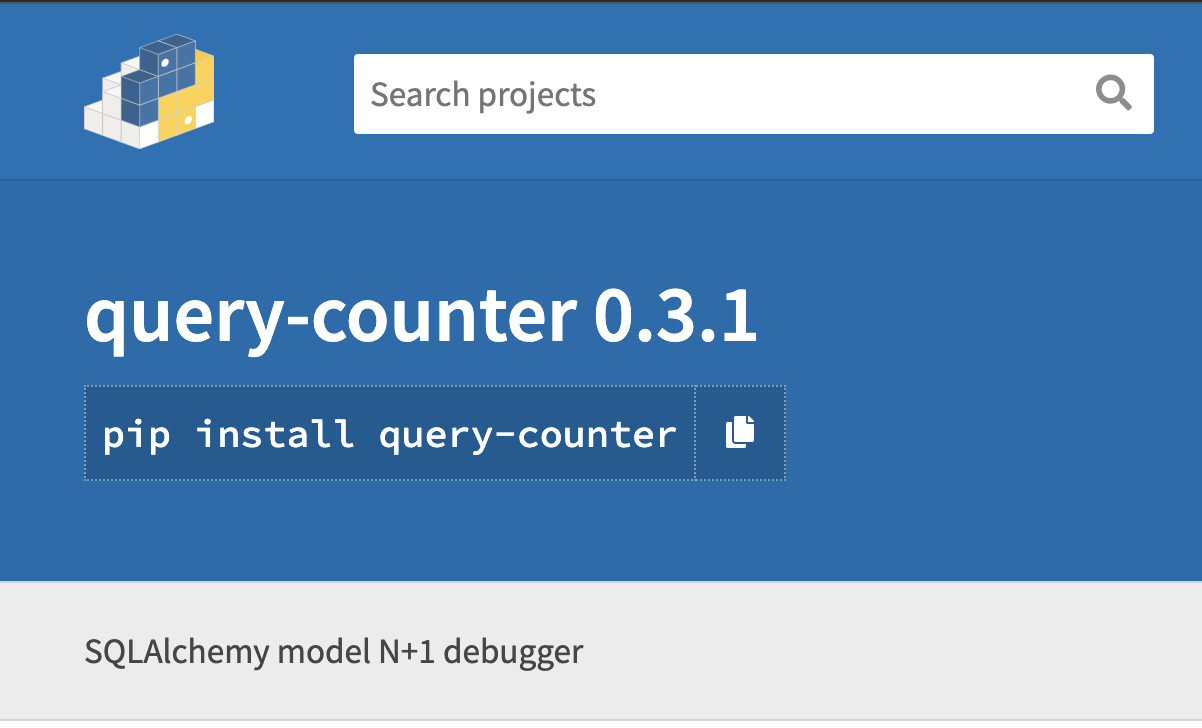 Search projects
query-counter 0.3.1
pip install query-counter
SQLAlchemy model N+1 debugger